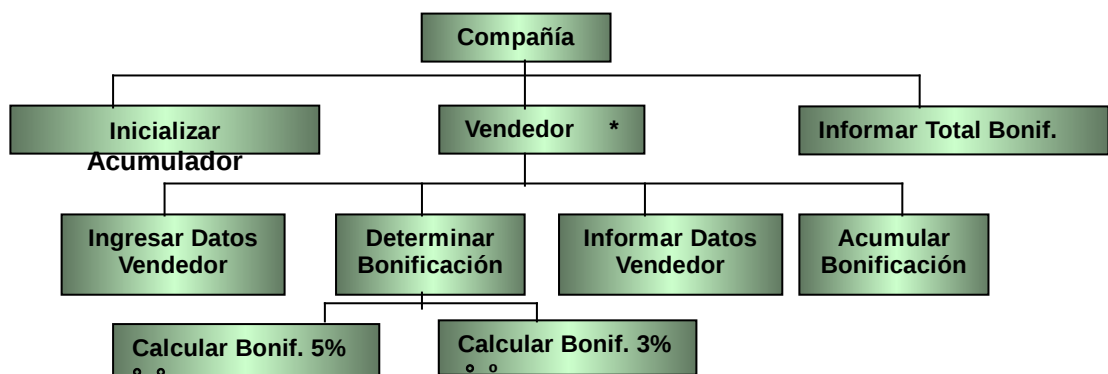 Compañía
Inicializar
Acumulador
Vendedor *
Informar Total Bonif.
Ingresar Datos
Vendedor
Determinar
Bonificación
Informar Datos
Vendedor
Acumular
Bonificación
Calcular Bonif. 5%
° °
Calcular Bonif. 3%
° °